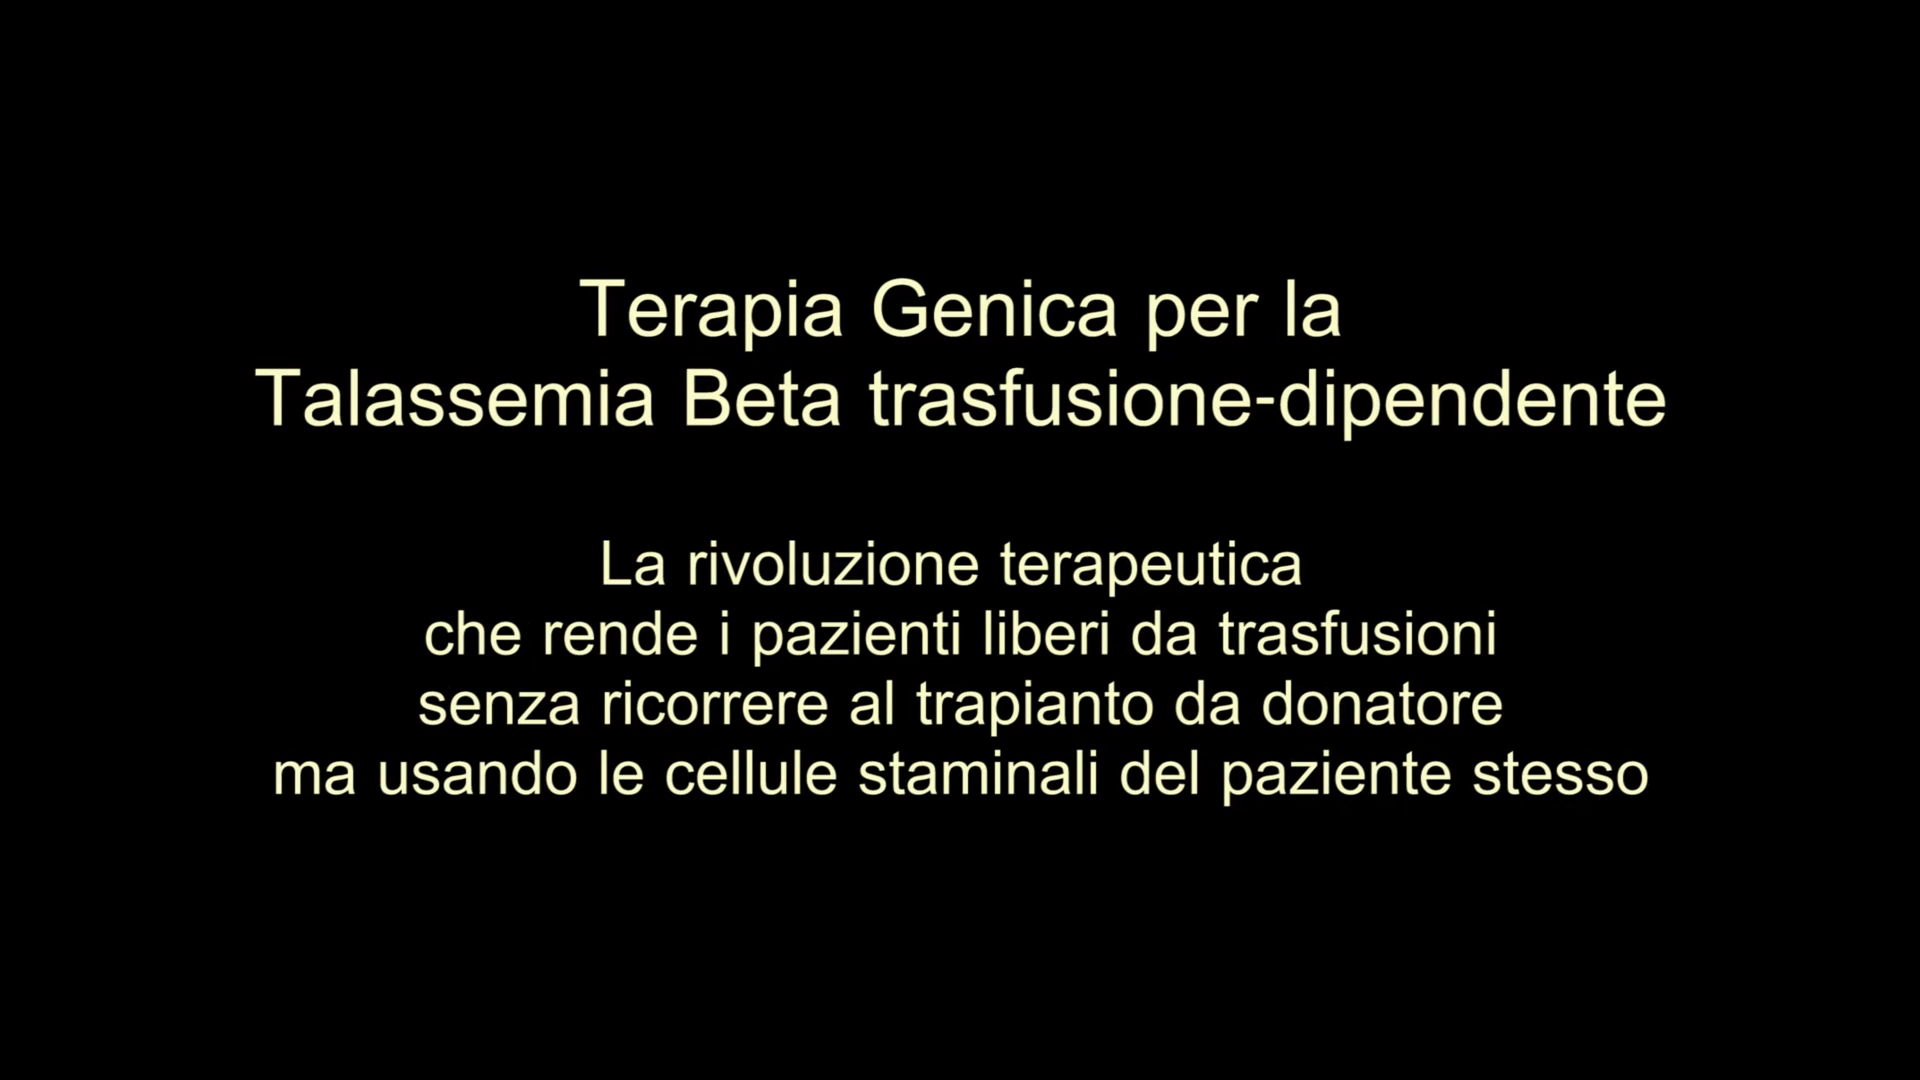 Terapia Genica per la
Talassemia Beta trasfusione-dipendente
La rivoluzione terapeutica
che rende i pazienti liberi da trasfusioni
senza ricorrere al trapianto da donatore
ma usando le cellule staminali del paziente stesso